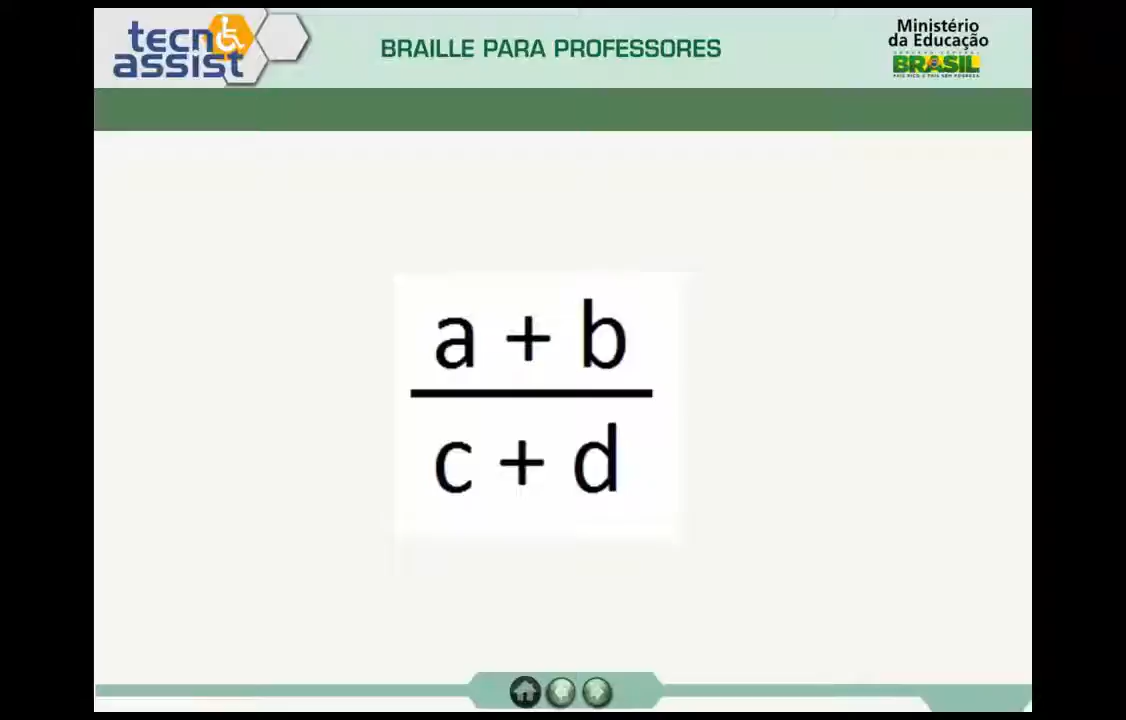 tecn
assist
BRAILLE PARA PROFESSORES
Ministério
da Educação
BRASIL
a + b
c + d